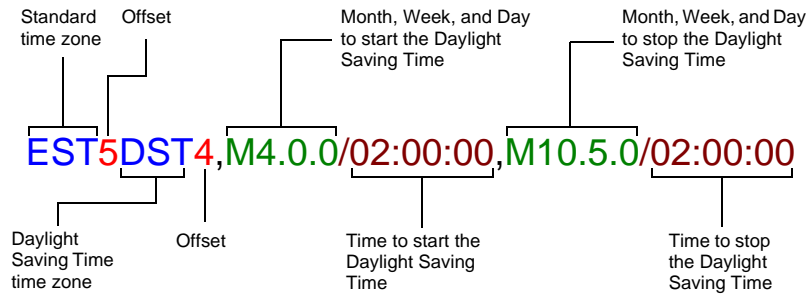 Standard
time zone
Offset
Month, Week, and Day
to start the Daylight
Saving Time
Month, Week, and Day
to stop the Daylight
Saving Time
EST5DST4,M4.0.0/02:00:00,M10.5.0/02:00:00
Daylight
Saving Time
time zone
Offset
Time to start the
Daylight Saving
Time
Time to stop
the Daylight
Saving Time